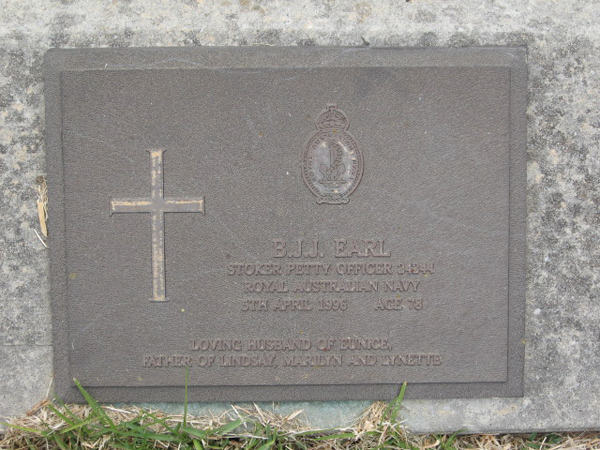 B.J.J. EARL
STOKER PETTY OFFICER 24344
ROYAL AUSTRALIAN NAVY
5TH APRIL 1996 AGE 78
LOVING HUSBAND OF EUNICE,
FATHER OF LINDSAY, MARILYN AND LYNETTE